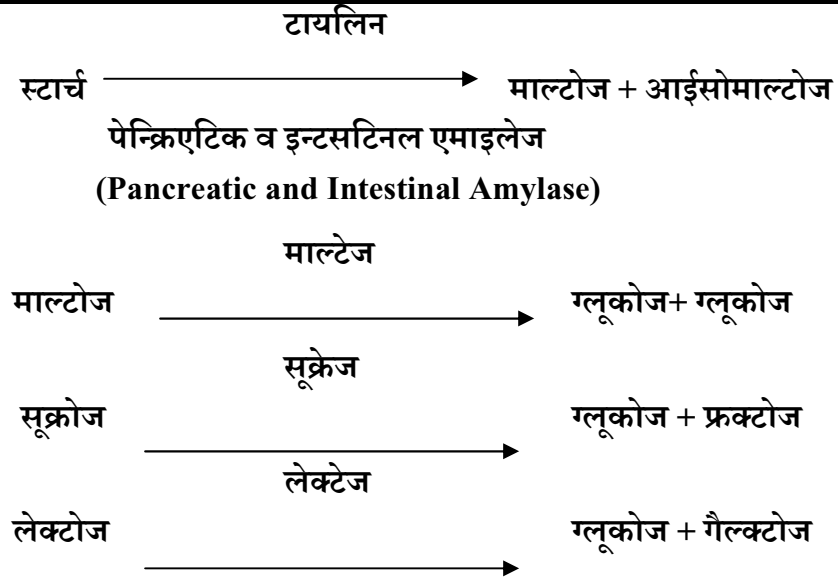 टायलिन
स्टार्च माल्टोज + आईसोमाल्टोज
पेन्क्रिएटिक व इन्टसटिनल एमाइलेज
(Pancreatic and Intestinal Amylase)
माल्टेज
माल्टोज ग्लूकोज+ ग्लूकोज
सूक्रेज
सूक्रोज ग्लूकोज + फ्रक्टोज
लेक्टेज
लेक्टोज ग्लूकोज + गैल्क्टोज